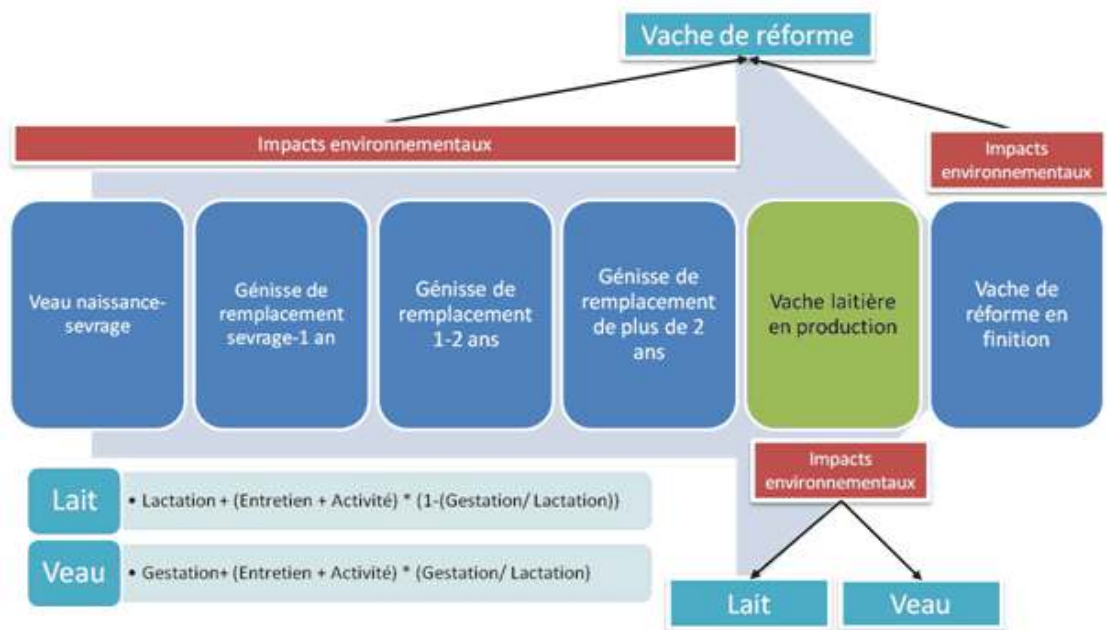 Vache de réforme
Impacts environnementaux
Impacts
environnementaux
Veau naissance-
sevrage
Génisse de
remplacement
sevrage-1 an
Génisse de
remplacement
1-2 ans
Génisse de
remplacement
de plus de 2
ans
Vache laitière
en production
Vache de
réforme en
finition
Impacts
environnementaux
Lait
• Lactation + (Entretien + Activité) * (1-(Gestation/ Lactation))
Veau
• Gestation+ (Entretien + Activité) * (Gestation/ Lactation)
Lait
Veau